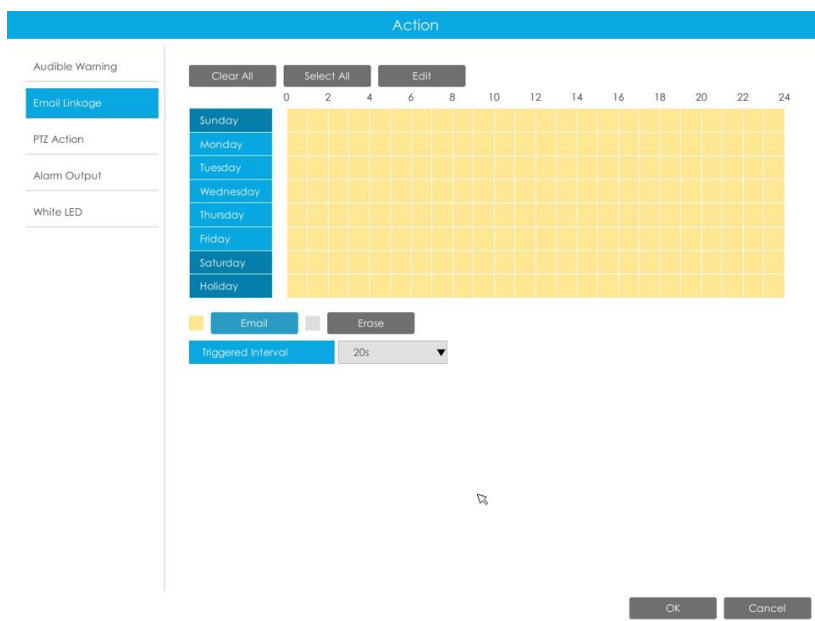 Action
Audible Warning
Email Linkage
PTZ Action
Alarm Output
White LED
Clear All Select All Edit
0 2 4 6 8 10 12 14 16 18 20 22 24
Sunday
Monday
Tuesday
Wednesday
Thursday
Friday
Saturday
Holiday
Email Erase
Triggered Interval 20s
OK Cancel